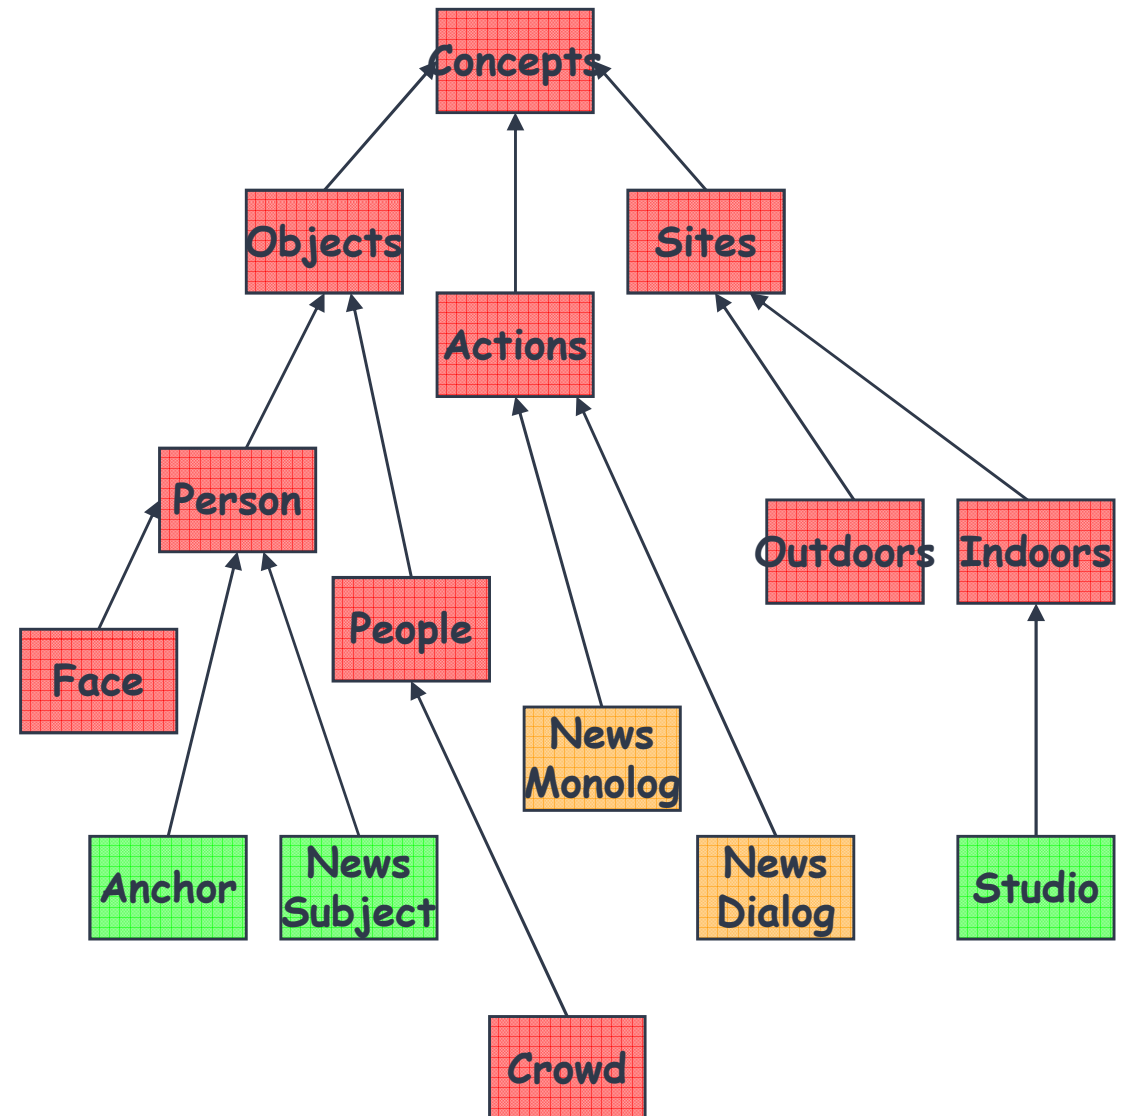 Concepts
Objects
Sites
Actions
Person
Outdoors
Indoors
People
Face
News
Monolog
Anchor
News
Subject
News
Dialog
Studio
Crowd